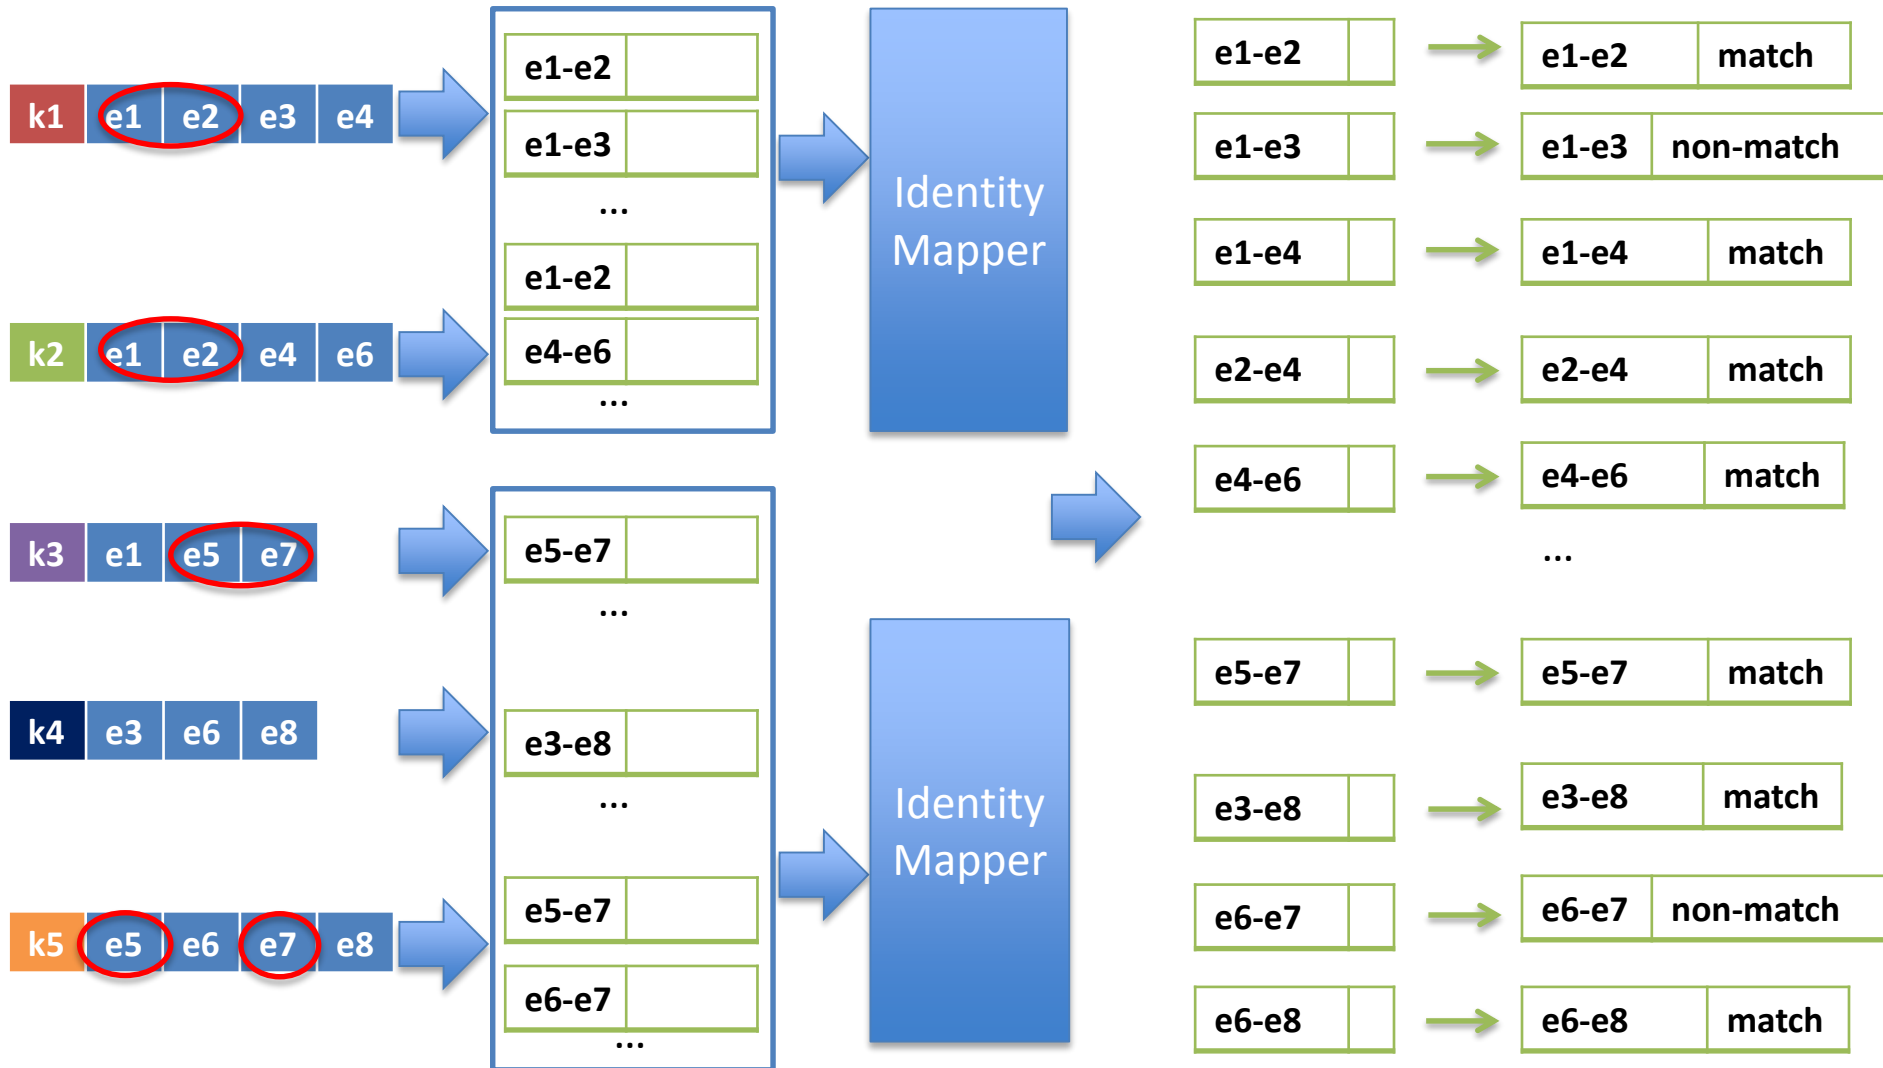 k1 e1 e2 e3 e4
k2 e1 e2 e4 e6
k3 e1 e5 e7
k4 e3 e6 e8
k5 e5 e6 e7 e8
e1-e2
e1-e3
...
e1-e2
e4-e6
...
e5-e7
...
e3-e8
...
e5-e7
e6-e7
...
Identity
Mapper
Identity
Mapper
e1-e2 e1-e2 match
e1-e3 e1-e3 non-match
e1-e4 e1-e4 match
e2-e4 e2-e4 match
e4-e6 e4-e6 match
...
e5-e7 e5-e7 match
e3-e8 e3-e8 match
e6-e7 e6-e7 non-match
e6-e8 e6-e8 match